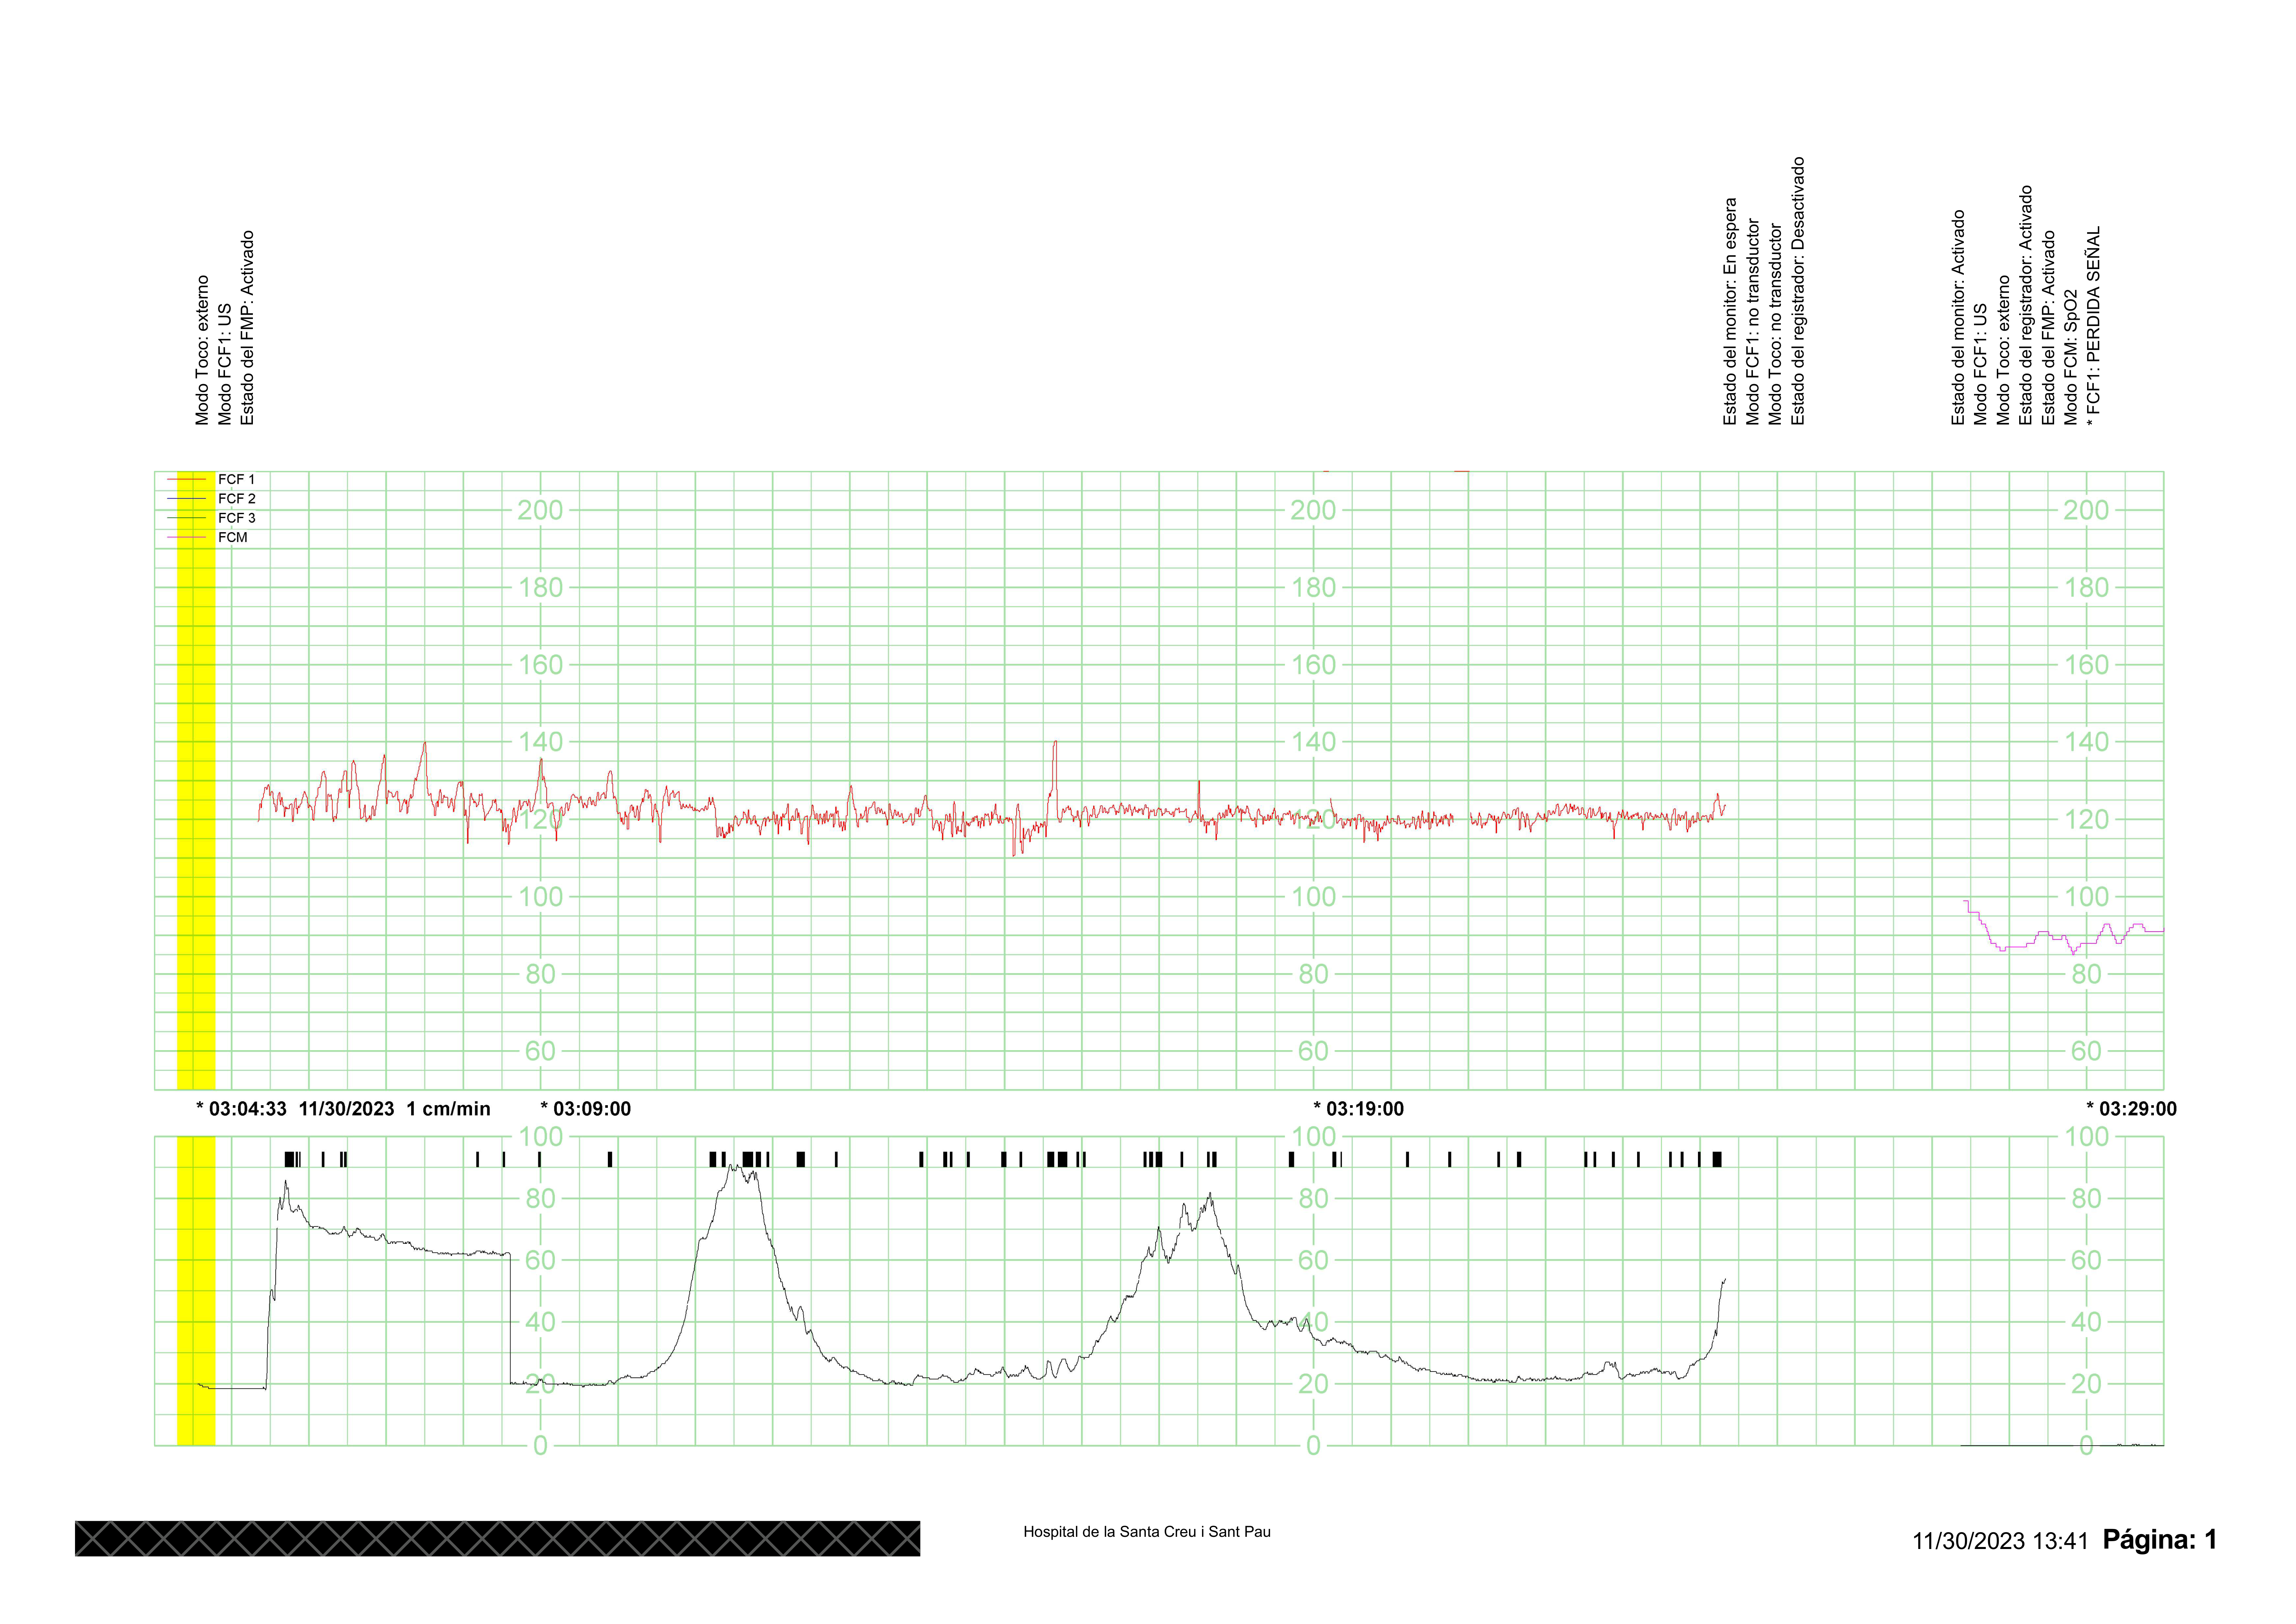 Modo Toco: externo
Modo FCF1: US
Estado del FMP: Activado
Estado del monitor: En espera
Modo FCF1: no transductor
Modo Toco: no transductor
Estado del registrador: Desactivado
Estado del monitor: Activado
Modo FCF1: US
Modo Toco: externo
Estado del registrador: Activado
Estado del FMP: Activado
Modo FCM: SpO2
* FCF1: PERDIDA SEÑAL
FCF 1
FCF 2
FCF 3
FCM
200 200 200
180 180 180
160 160 160
140 140 140
120 120 120
100 100 100
80 80 80
60 60 60
* 03:04:33 11/30/2023 1 cm/min * 03:09:00 * 03:19:00 * 03:29:00
100 100 100
80 80 80
60 60 60
40 40 40
20 20 20
0 0 0
Hospital de la Santa Creu i Sant Pau
11/30/2023 13:41 Página: 1